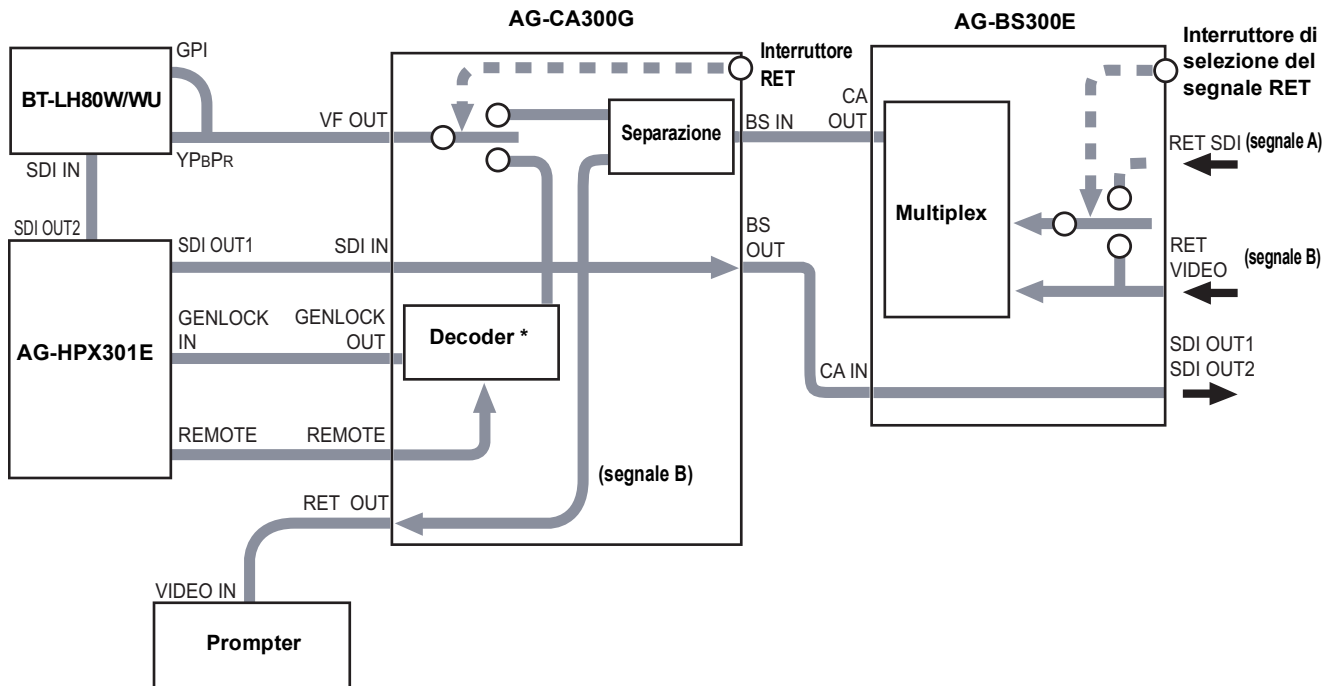 AG-CA300G
AG-BS300E
GPI
BT-LH80W/WU
VF OUT
YPBPR
SDI IN
SDI OUT2
SDI OUT1
SDI IN
GENLOCK
IN
GENLOCK
OUT
AG-HPX301E
REMOTE
REMOTE
RET OUT
VIDEO IN
Prompter
Interruttore
RET
Separazione
BS IN
Decoder *
(segnale B)
BS
OUT
CA
OUT
Multiplex
CA IN
Interruttore di
selezione del
segnale RET
RET SDI (segnale A)
RET
VIDEO
(segnale B)
SDI OUT1
SDI OUT2